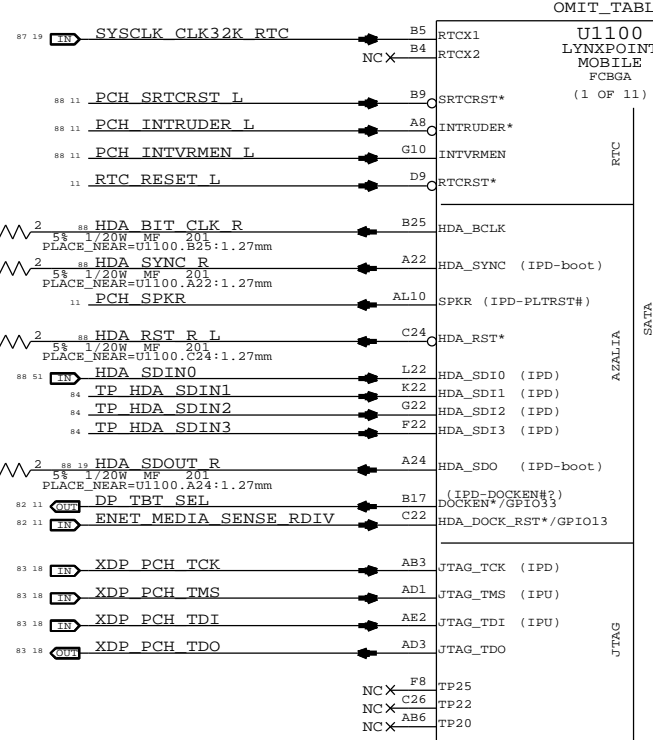 OMIT_TABL
U1100
LYNXPOINT
MOBILE
FCBGA
(1 OF 11)
87 19 IN SYSCLK_CLK32K_RTC B5 RTCX1
NC B4 RTCX2
88 11 PCH_SRTCRST_L B9 SRTCRST*
88 11 PCH_INTRUDER_L A8 INTRUDER*
88 11 PCH_INTVRMEN_L G10 INTVRMEN
11 RTC_RESET_L D9 RTCRST*
RTC
2 88 HDA_BIT_CLK_R B25 HDA_BCLK
5% 1/20W MF 201
PLACE_NEAR=U1100.B25:1.27mm
2 88 HDA_SYNC_R A22 HDA_SYNC (IPD-boot)
5% 1/20W MF 201
PLACE_NEAR=U1100.A22:1.27mm
11 PCH_SPKR AL10 SPKR (IPD-PLTRST#)
2 88 HDA_RST_R_L C24 HDA_RST*
5% 1/20W MF 201
PLACE_NEAR=U1100.C24:1.27mm
88 51 IN HDA_SDIN0 L22 HDA_SDI0 (IPD)
84 TP_HDA_SDIN1 K22 HDA_SDI1 (IPD)
84 TP_HDA_SDIN2 G22 HDA_SDI2 (IPD)
84 TP_HDA_SDIN3 F22 HDA_SDI3 (IPD)
AZALIA
SATA
2 88 19 HDA_SDOUT_R A24 HDA_SDO (IPD-boot)
5% 1/20W MF 201
PLACE_NEAR=U1100.A24:1.27mm
(IPD-DOCKEN#?)
82 11 OUT DP_TBT_SEL B17 DOCKEN*/GPIO33
82 11 IN ENET_MEDIA_SENSE_RDIV C22 HDA_DOCK_RST*/GPIO13
83 18 IN XDP_PCH_TCK AB3 JTAG_TCK (IPD)
83 18 IN XDP_PCH_TMS AD1 JTAG_TMS (IPU)
83 18 IN XDP_PCH_TDI AE2 JTAG_TDI (IPU)
83 18 OUT XDP_PCH_TDO AD3 JTAG_TDO
JTAG
NC F8 TP25
NC C26 TP22
NC AB6 TP20